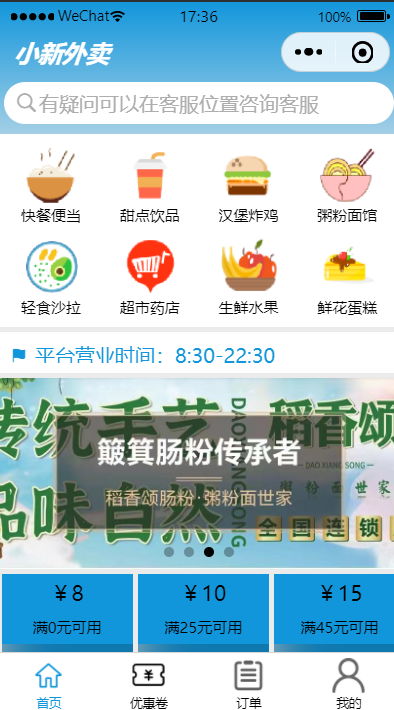 WeChat 17:36 100%
小新外卖
有疑问可以在客服位置咨询客服
快餐便当 甜点饮品 汉堡炸鸡 粥粉面馆
轻食沙拉 超市药店 生鲜水果 鲜花蛋糕
平台营业时间：8:30-22:30
传统手艺 稻香颂
DAOXIANGSONG
DAO XIANG SONG
簸箕肠粉传承者
粥粉世家
稻香颂肠粉·粥粉面世家
品味自然
全国连锁
￥8 ￥10 ￥15
满0元可用 满25元可用 满45元可用
首页 优惠卷 订单 我的